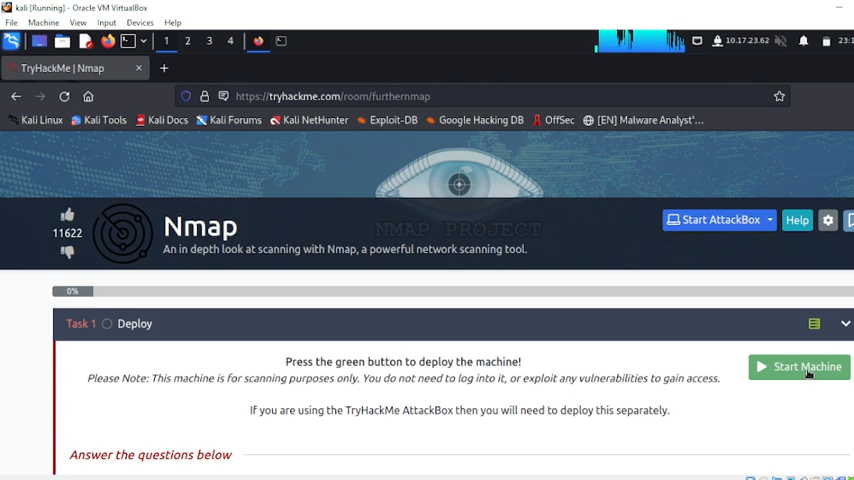 kali [Running] - Oracle VM VirtualBox
File Machine View Input Devices Help
1 2 3 4 10.17.23.62
TryHackMe | Nmap
https://tryhackme.com/room/furthernmap
Kali Linux Kali Tools Kali Docs Kali Forums Kali NetHunter Exploit-DB Google Hacking DB OffSec [EN] Malware Analyst'...
11622
Nmap
NMAP PROJECT
An in depth look at scanning with Nmap, a powerful network scanning tool.
Start AttackBox Help
0%
Task 1 Deploy
Press the green button to deploy the machine!
Start Machine
Please Note: This machine is for scanning purposes only. You do not need to log into it, or exploit any vulnerabilities to gain access.
If you are using the TryHackMe AttackBox then you will need to deploy this separately.
Answer the questions below